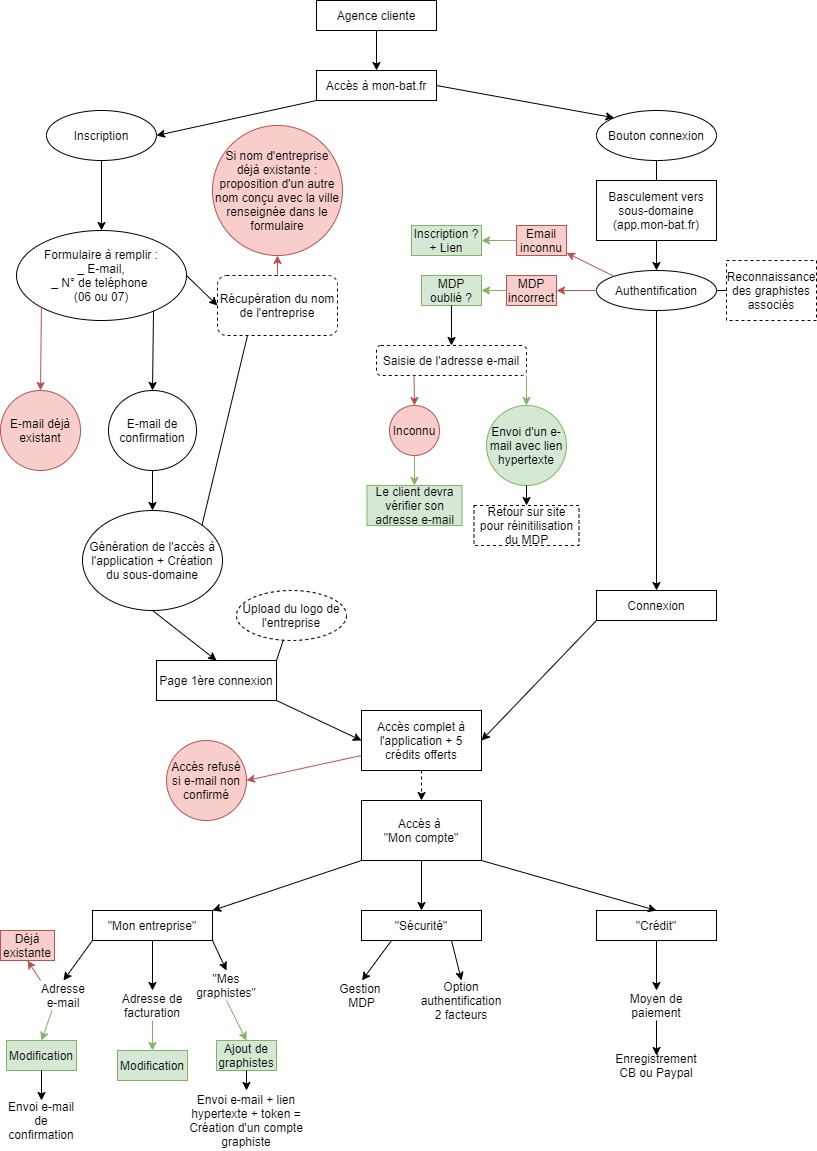 Agence cliente
Accès à mon-bat.fr
Inscription
Bouton connexion
Si nom d'entreprise
déjà existante :
proposition d'un autre
nom conçu avec la ville
renseignée dans le
formulaire
Basculement vers
sous-domaine
(app.mon-bat.fr)
Formulaire à remplir :
_ E-mail,
_ N° de teléphone
(06 ou 07)
Inscription ?
+ Lien
Email
inconnu
Récupération du nom
de l'entreprise
MDP
oublié ?
MDP
incorrect
Authentification
Reconnaissance
des graphistes
associés
Saisie de l'adresse e-mail
E-mail déjà
existant
E-mail de
confirmation
Inconnu
Envoi d'un e-
mail avec lien
hypertexte
Le client devra
vérifier son
adresse e-mail
Retour sur site
pour réinitilisation
du MDP
Génération de l'accès à
l'application + Création
du sous-domaine
Upload du logo de
l'entreprise
Connexion
Page 1ère connexion
Accès complet à
l'application + 5
crédits offerts
Accès refusé
si e-mail non
confirmé
Accès à
"Mon compte"
"Mon entreprise"
"Sécurité"
"Crédit"
Déjà
existante
Adresse
e-mail
Adresse de
facturation
"Mes
graphistes"
Gestion
MDP
Option
authentification
2 facteurs
Moyen de
paiement
Modification
Modification
Ajout de
graphistes
Enregistrement
CB ou Paypal
Envoi e-mail
de
confirmation
Envoi e-mail + lien
hypertexte + token =
Création d'un compte
graphiste